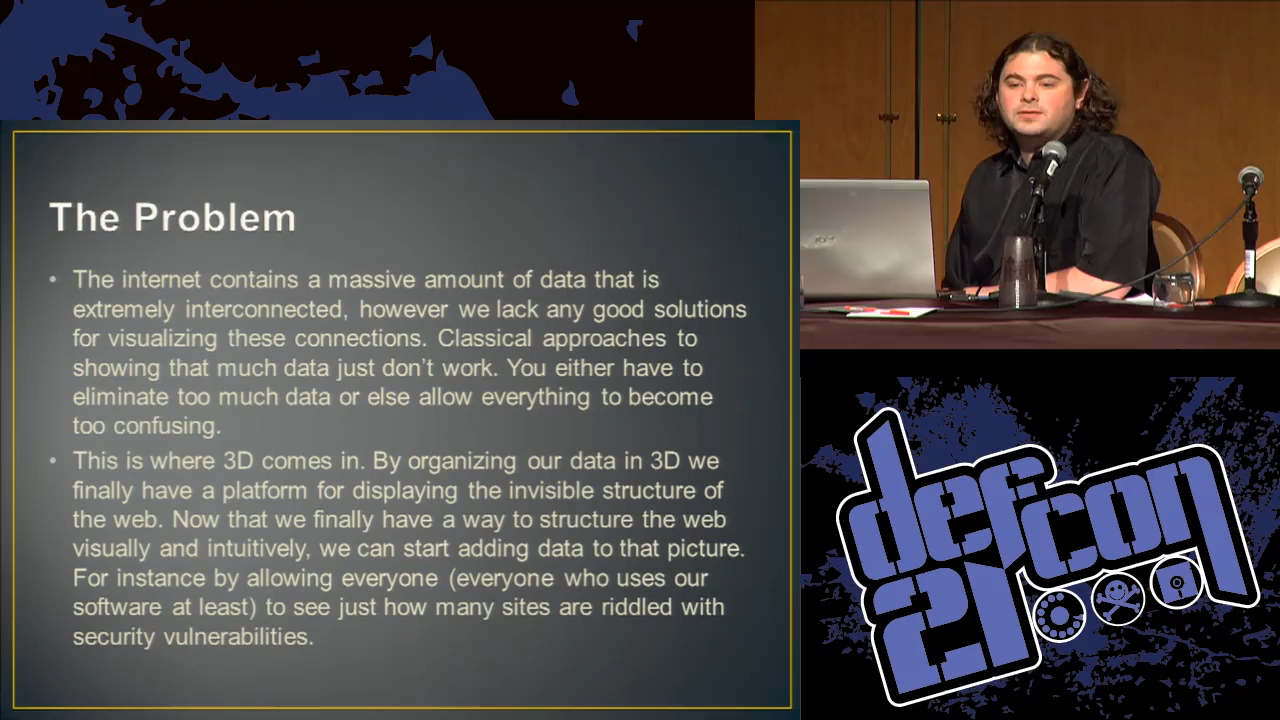 The Problem
• The internet contains a massive amount of data that is
extremely interconnected, however we lack any good solutions
for visualizing these connections. Classical approaches to
showing that much data just don’t work. You either have to
eliminate too much data or else allow everything to become
too confusing.
• This is where 3D comes in. By organizing our data in 3D we
finally have a platform for displaying the invisible structure of
the web. Now that we finally have a way to structure the web
visually and intuitively, we can start adding data to that picture.
For instance by allowing everyone (everyone who uses our
software at least) to see just how many sites are riddled with
security vulnerabilities.
defcon
21